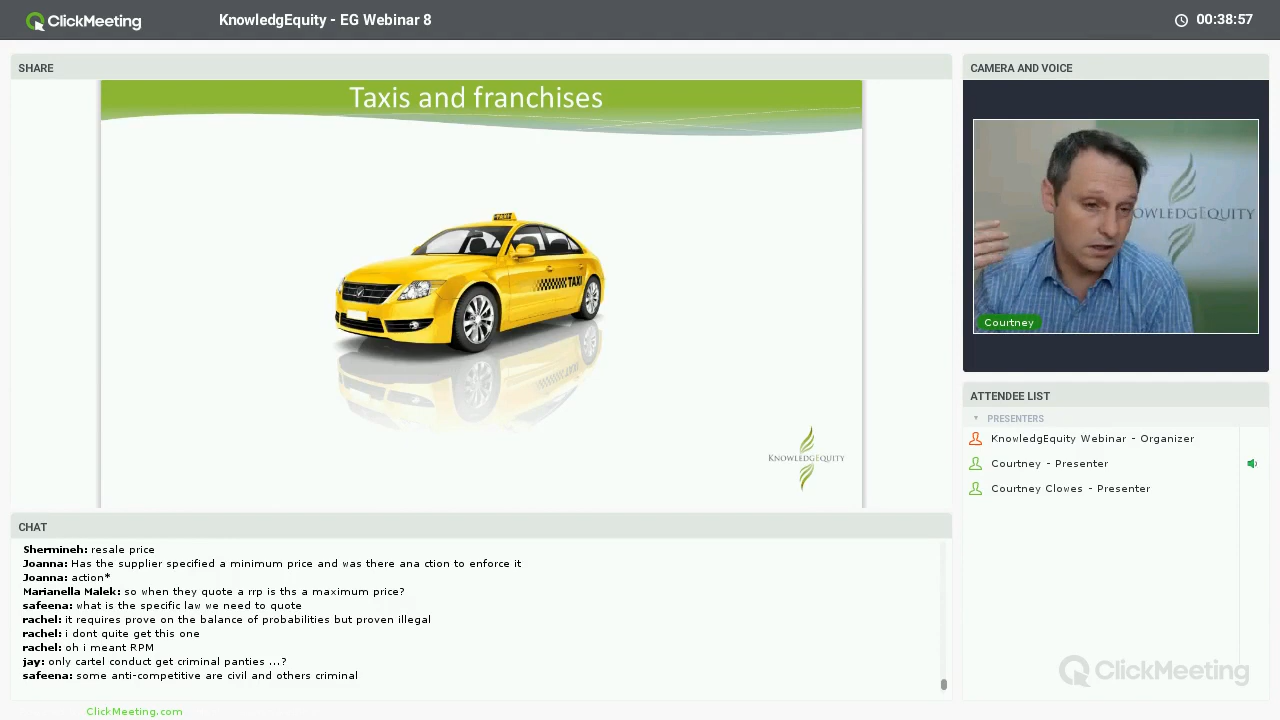 ClickMeeting
KnowledgEquity - EG Webinar 8
00:38:57
SHARE
Taxis and franchises
TAXI
TAXI
KNOWLEDGEQUITY
CAMERA AND VOICE
OWLEDGEQUITY
Courtney
ATTENDEE LIST
PRESENTERS
KnowledgEquity Webinar - Organizer
Courtney - Presenter
Courtney Clowes - Presenter
CHAT
Shermineh: resale price
Joanna: Has the supplier specified a minimum price and was there ana ction to enforce it
Joanna: action*
Marianella Malek: so when they quote a rrp is ths a maximum price?
safeena: what is the specific law we need to quote
rachel: it requires prove on the balance of probabilities but proven illegal
rachel: i dont quite get this one
rachel: oh i meant RPM
jay: only cartel conduct get criminal panties ...?
safeena: some anti-competitive are civil and others criminal
ClickMeeting
ClickMeeting.com